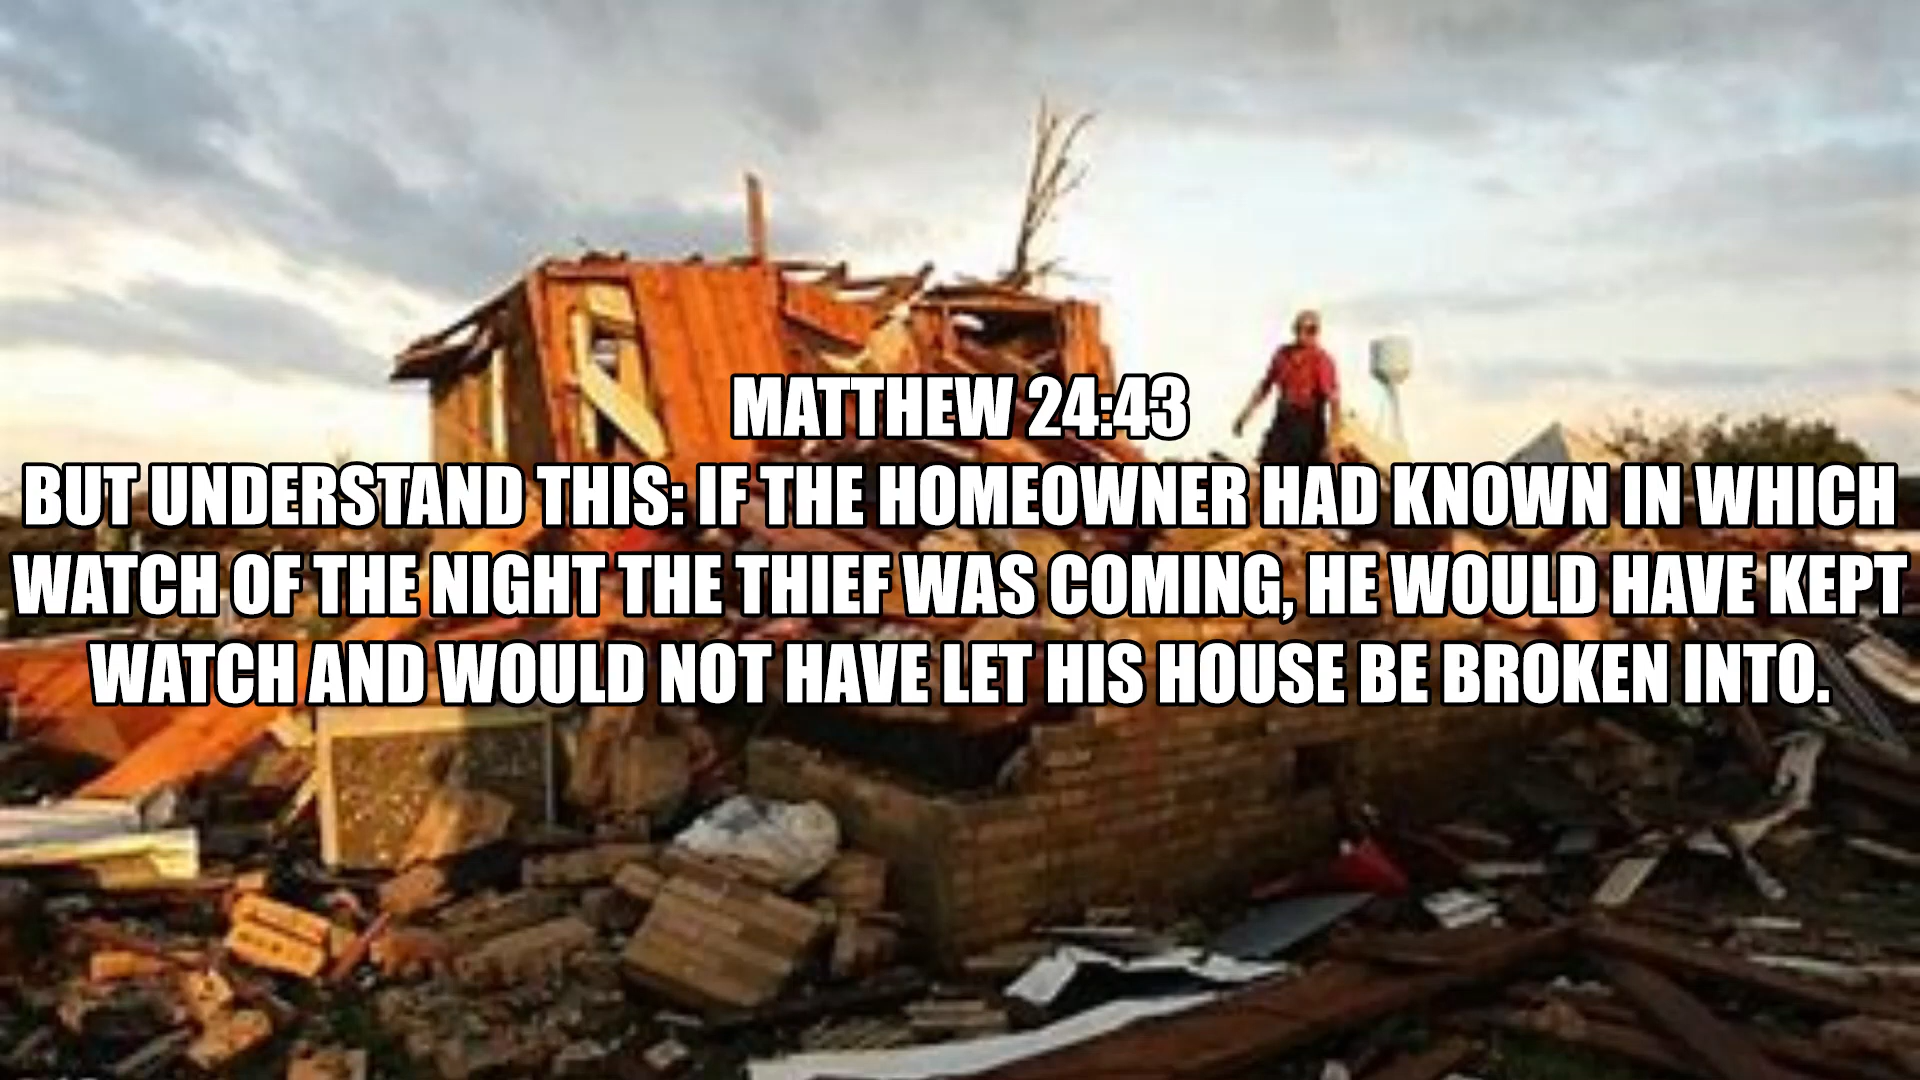 MATTHEW 24:43
BUT UNDERSTAND THIS: IF THE HOMEOWNER HAD KNOWN IN WHICH
WATCH OF THE NIGHT THE THIEF WAS COMING, HE WOULD HAVE KEPT
WATCH AND WOULD NOT HAVE LET HIS HOUSE BE BROKEN INTO.